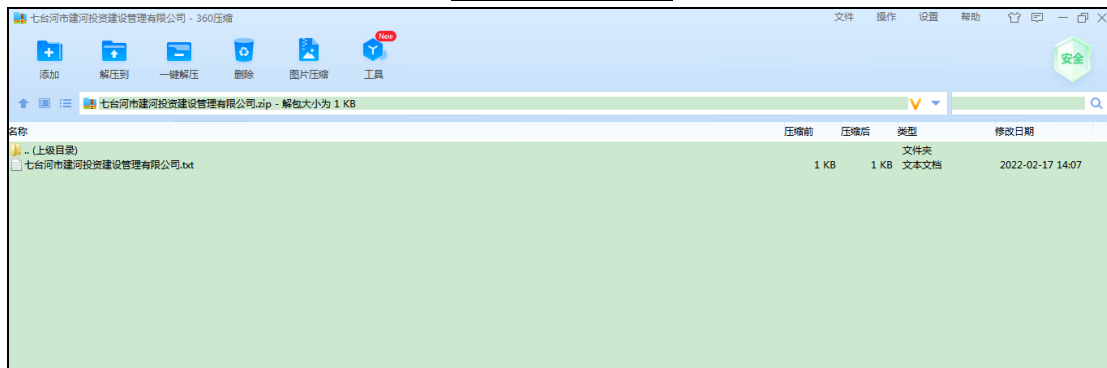 七台河市建河投资建设管理有限公司 - 360压缩 文件 操作 设置 帮助
New
添加 解压到 一键解压 删除 图片压缩 工具 安全
七台河市建河投资建设管理有限公司.zip - 解包大小为 1 KB
名称 压缩前 压缩后 类型 修改日期
.. (上级目录) 文件夹
七台河市建河投资建设管理有限公司.txt 1 KB 1 KB 文本文档 2022-02-17 14:07